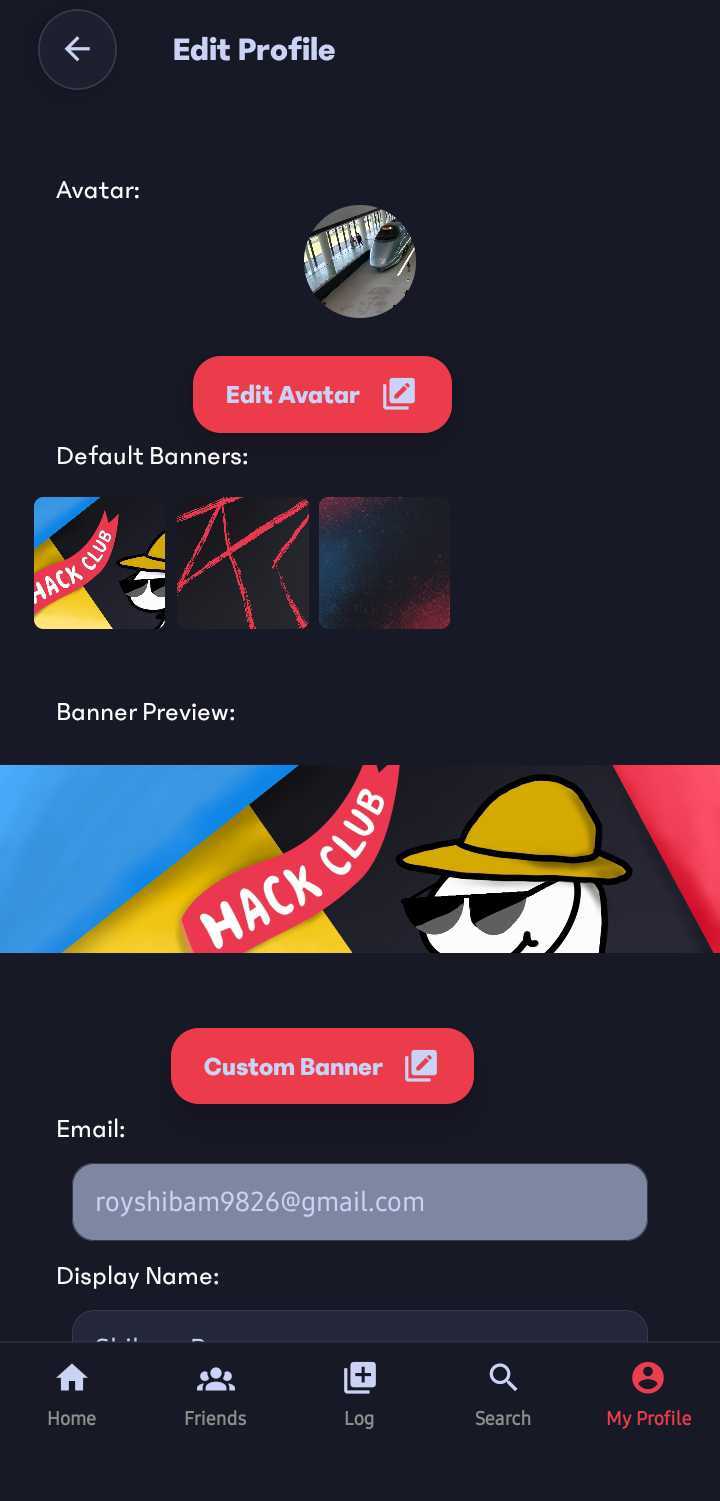 Edit Profile
Avatar:
Edit Avatar
Default Banners:
HACK CLUB
Banner Preview:
HACK CLUB
Custom Banner
Email:
royshibam9826@gmail.com
Display Name:
Home
Friends
Log
Search
My Profile